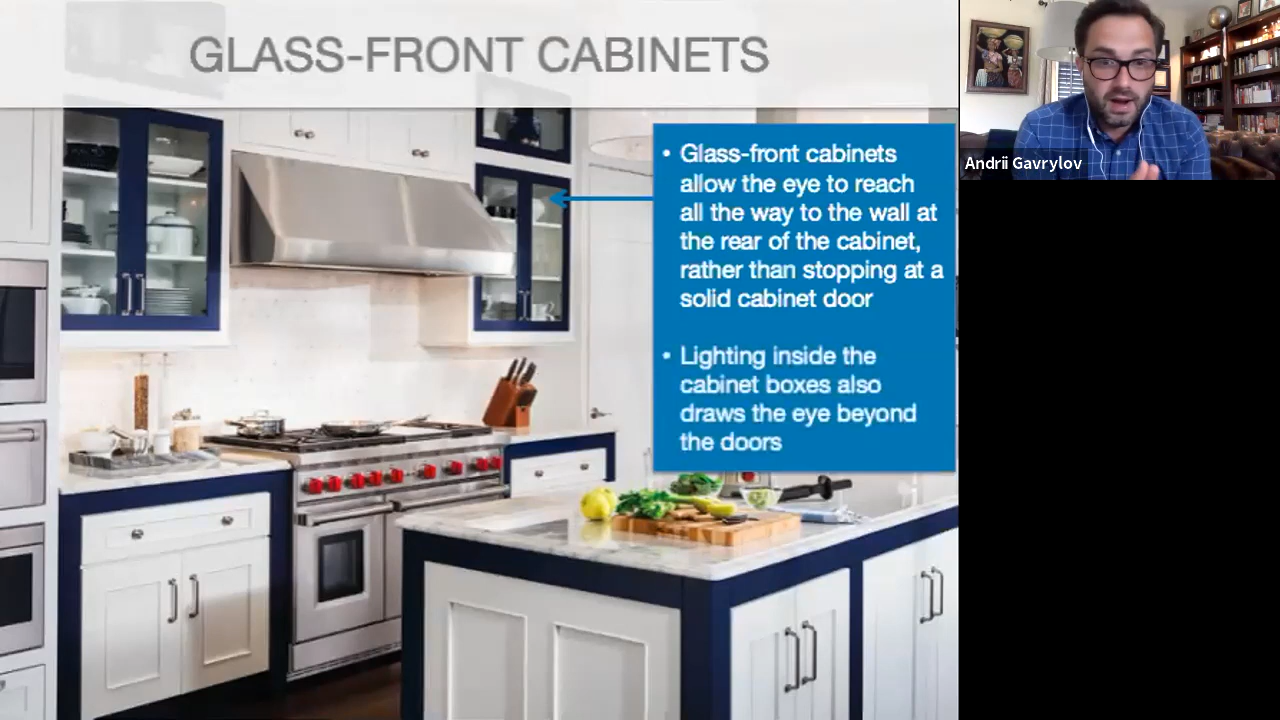 GLASS-FRONT CABINETS
• Glass-front cabinets
allow the eye to reach
all the way to the wall at
the rear of the cabinet,
rather than stopping at a
solid cabinet door
• Lighting inside the
cabinet boxes also
draws the eye beyond
the doors
Andrii Gavrylov